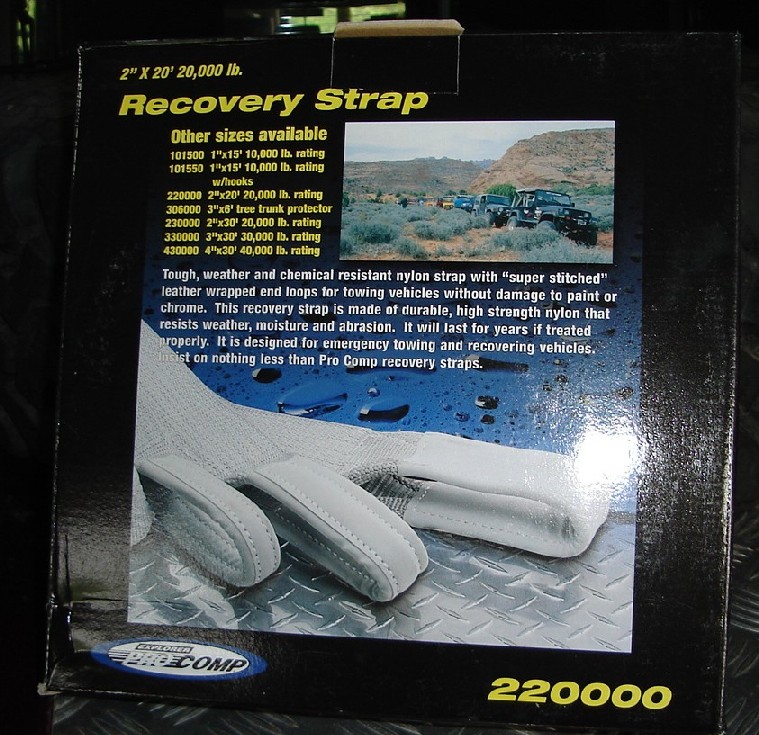 2" X 20' 20,000 lb.
Recovery Strap
Other sizes available
101500 1"x15' 10,000 lb. rating
101550 1"x15' 10,000 lb. rating
w/hooks
220000 2"x20' 20,000 lb. rating
306000 3"x6' tree trunk protector
230000 2"x30' 20,000 lb. rating
330000 3"x30' 30,000 lb. rating
430000 4"x30' 40,000 lb. rating
Tough, weather and chemical resistant nylon strap with "super stitched"
leather wrapped end loops for towing vehicles without damage to paint or
chrome. This recovery strap is made of durable, high strength nylon that
resists weather, moisture and abrasion. It will last for years if treated
properly. It is designed for emergency towing and recovering vehicles.
Insist on nothing less than Pro Comp recovery straps.
EXPLORER
PRO COMP
220000